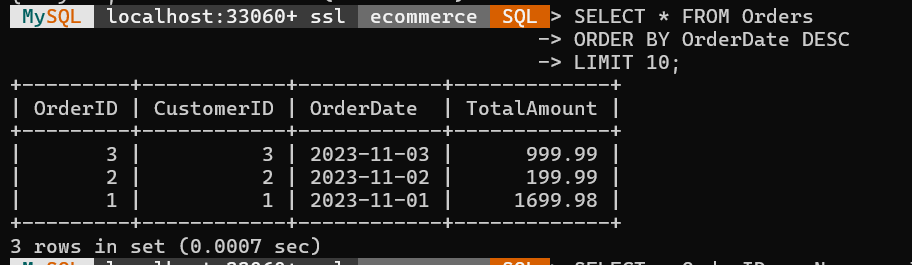 MySQL localhost:33060+ ssl ecommerce SQL > SELECT * FROM Orders
-> ORDER BY OrderDate DESC
-> LIMIT 10;
+---------+------------+------------+-------------+
| OrderID | CustomerID | OrderDate  | TotalAmount |
+---------+------------+------------+-------------+
|       3 |          3 | 2023-11-03 |      999.99 |
|       2 |          2 | 2023-11-02 |      199.99 |
|       1 |          1 | 2023-11-01 |     1699.98 |
+---------+------------+------------+-------------+
3 rows in set (0.0007 sec)